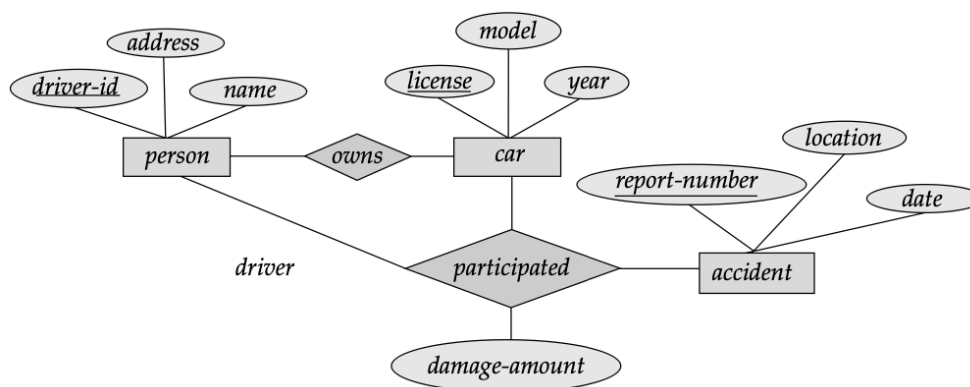 model
address
driver-id
name
license
year
location
person
owns
car
report-number
date
driver
participated
accident
damage-amount